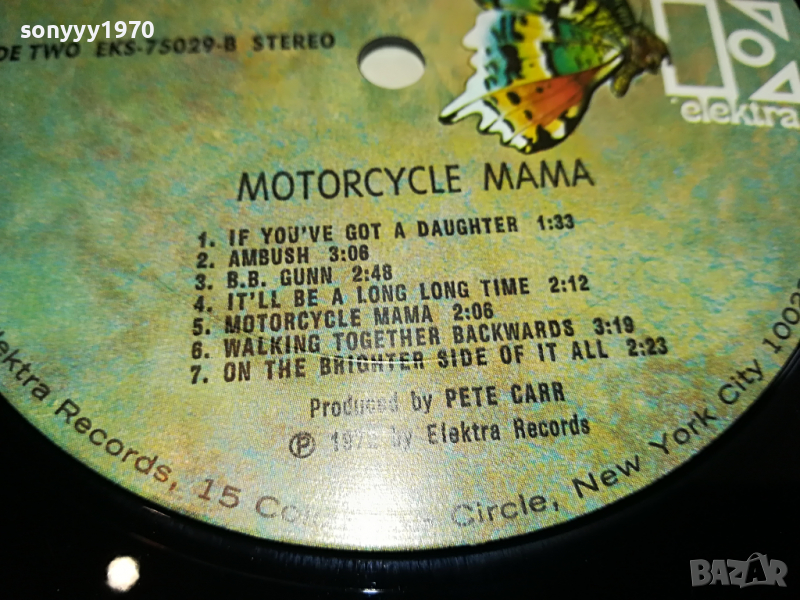 sonyyy1970
DE TWO EKS-75029-B STEREO
elektra
MOTORCYCLE MAMA
1. IF YOU'VE GOT A DAUGHTER 1:33
2. AMBUSH 3:06
3. B.B. GUNN 2:48
4. IT'LL BE A LONG LONG TIME 2:12
5. MOTORCYCLE MAMA 2:06
6. WALKING TOGETHER BACKWARDS 3:19
7. ON THE BRIGHTER SIDE OF IT ALL 2:23
Produced by PETE CARR
℗ 1972 by Elektra Records
lektra Records, 15 Circle, New York City 1002
BAZAR